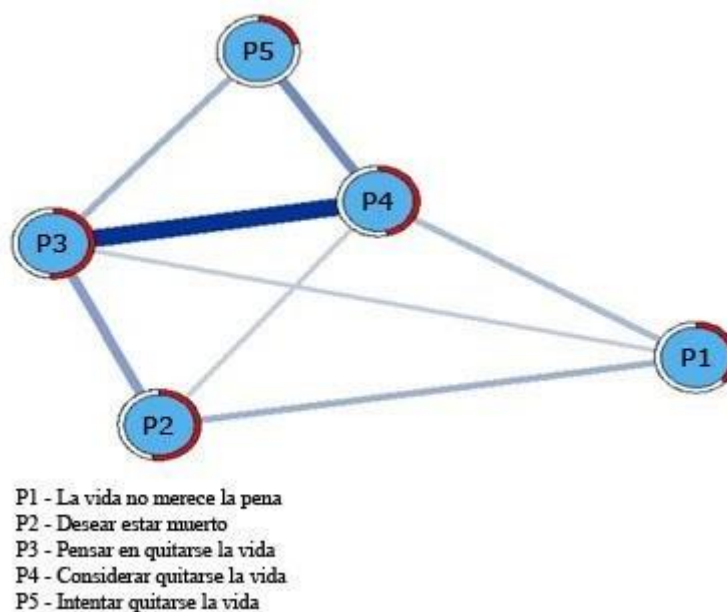 P5
P4
P3
P1
P2
P1 - La vida no merece la pena
P2 - Desear estar muerto
P3 - Pensar en quitarse la vida
P4 - Considerar quitarse la vida
P5 - Intentar quitarse la vida